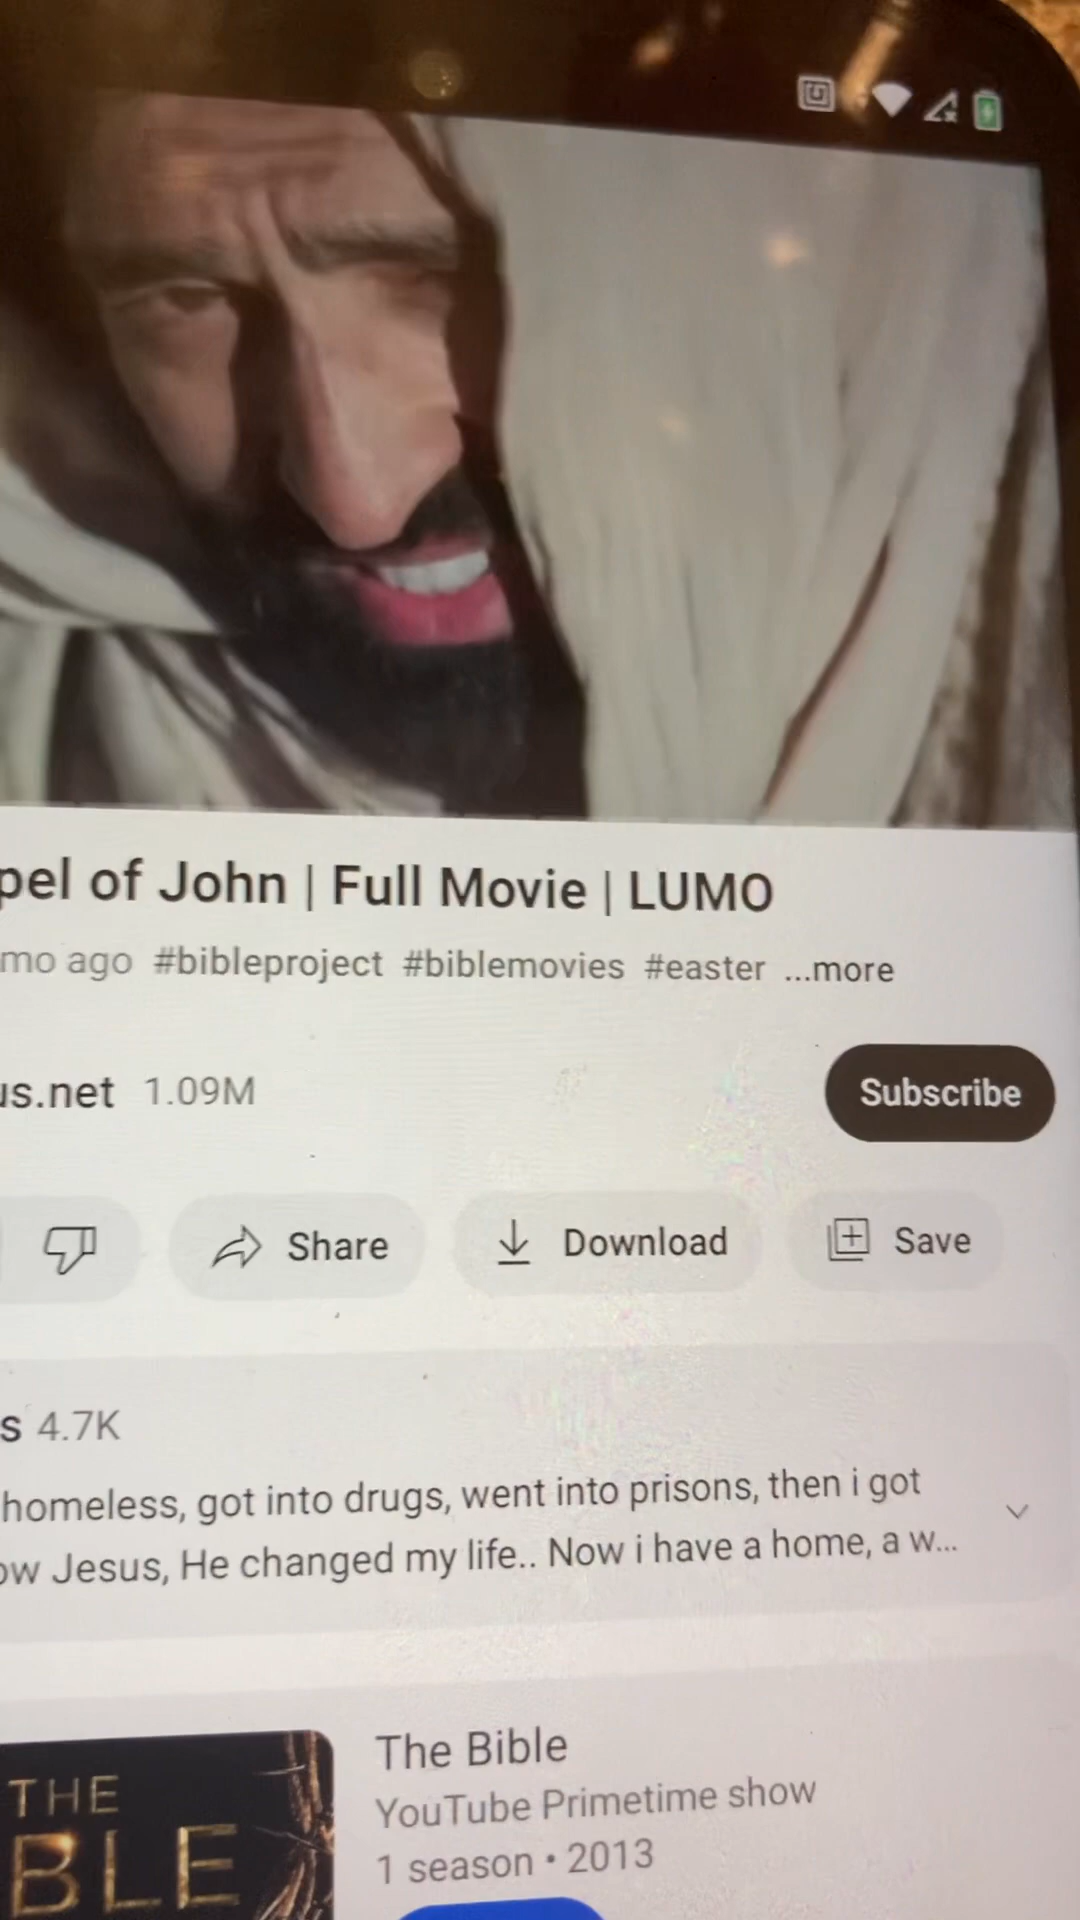 pel of John | Full Movie | LUMO
mo ago #bibleproject #biblemovies #easter ...more
us.net 1.09M
Subscribe
Share
Download
Save
s 4.7K
homeless, got into drugs, went into prisons, then i got
ow Jesus, He changed my life.. Now i have a home, a w...
THE
BLE
The Bible
YouTube Primetime show
1 season • 2013